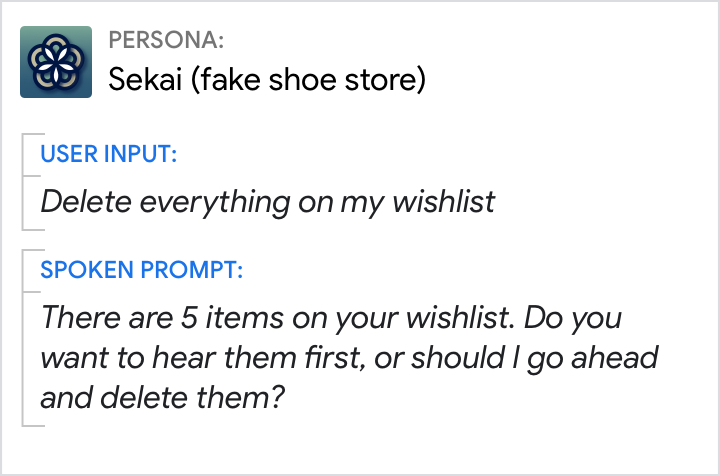 PERSONA:
Sekai (fake shoe store)
USER INPUT:
Delete everything on my wishlist
SPOKEN PROMPT:
There are 5 items on your wishlist. Do you
want to hear them first, or should I go ahead
and delete them?